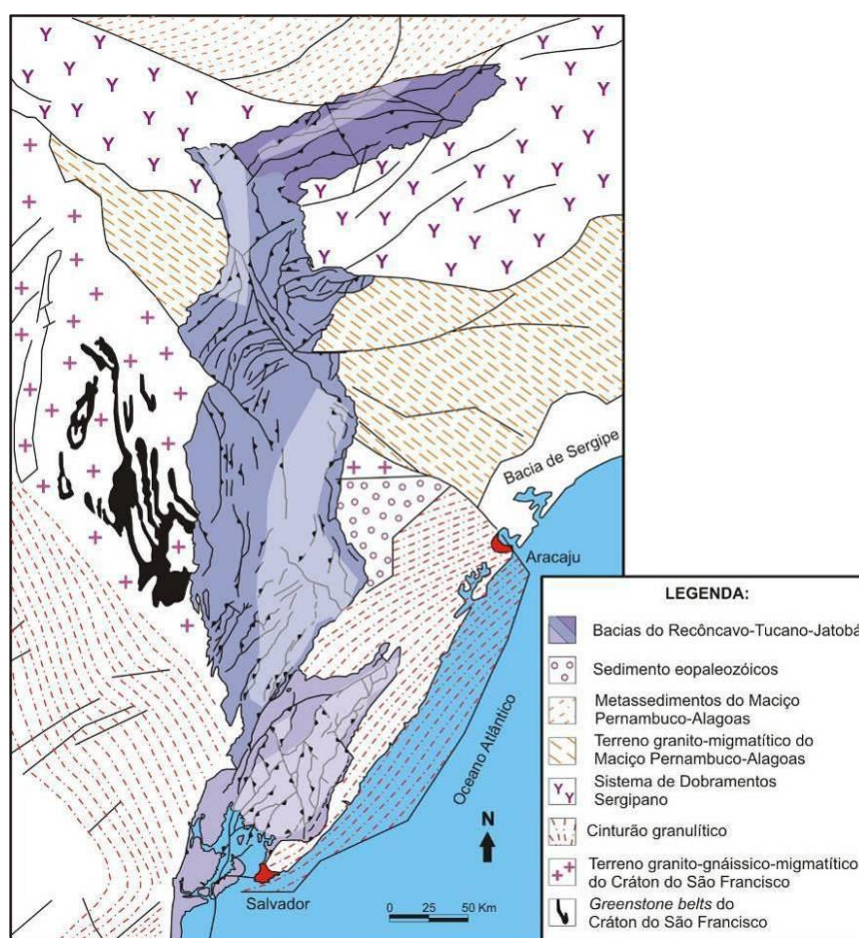 Bacia de Sergipe
Aracaju
Oceano Atlântico
N
Salvador
0 25 50 Km
LEGENDA:
Bacias do Recôncavo-Tucano-Jatobá
Sedimento eopaleozóicos
Metassedimentos do Maciço
Pernambuco-Alagoas
Terreno granito-migmatítico do
Maciço Pernambuco-Alagoas
Sistema de Dobramentos
Sergipano
Cinturão granulítico
Terreno granito-gnáissico-migmatítico
do Cráton do São Francisco
Greenstone belts do
Cráton do São Francisco